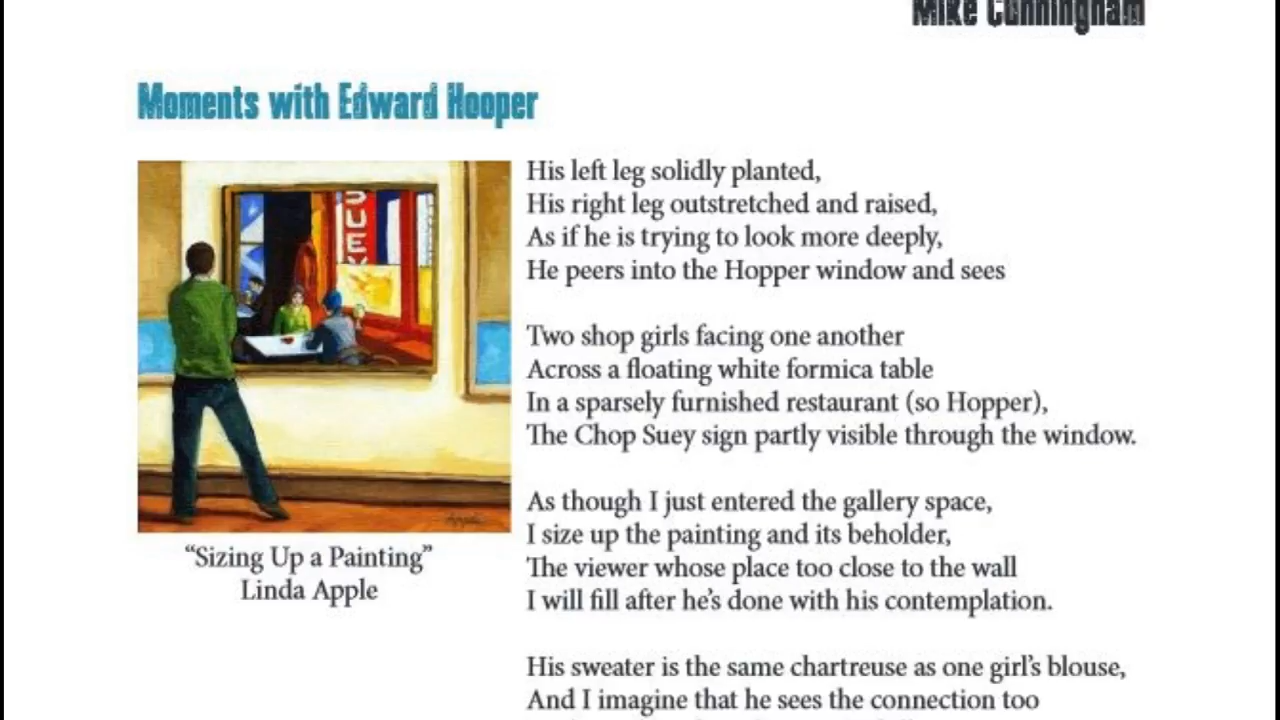 Mike Cunningham
Moments with Edward Hooper
SUEY
His left leg solidly planted,
His right leg outstretched and raised,
As if he is trying to look more deeply,
He peers into the Hopper window and sees
Two shop girls facing one another
Across a floating white formica table
In a sparsely furnished restaurant (so Hopper),
The Chop Suey sign partly visible through the window.
As though I just entered the gallery space,
I size up the painting and its beholder,
The viewer whose place too close to the wall
I will fill after he’s done with his contemplation.
His sweater is the same chartreuse as one girl’s blouse,
And I imagine that he sees the connection too
“Sizing Up a Painting”
Linda Apple